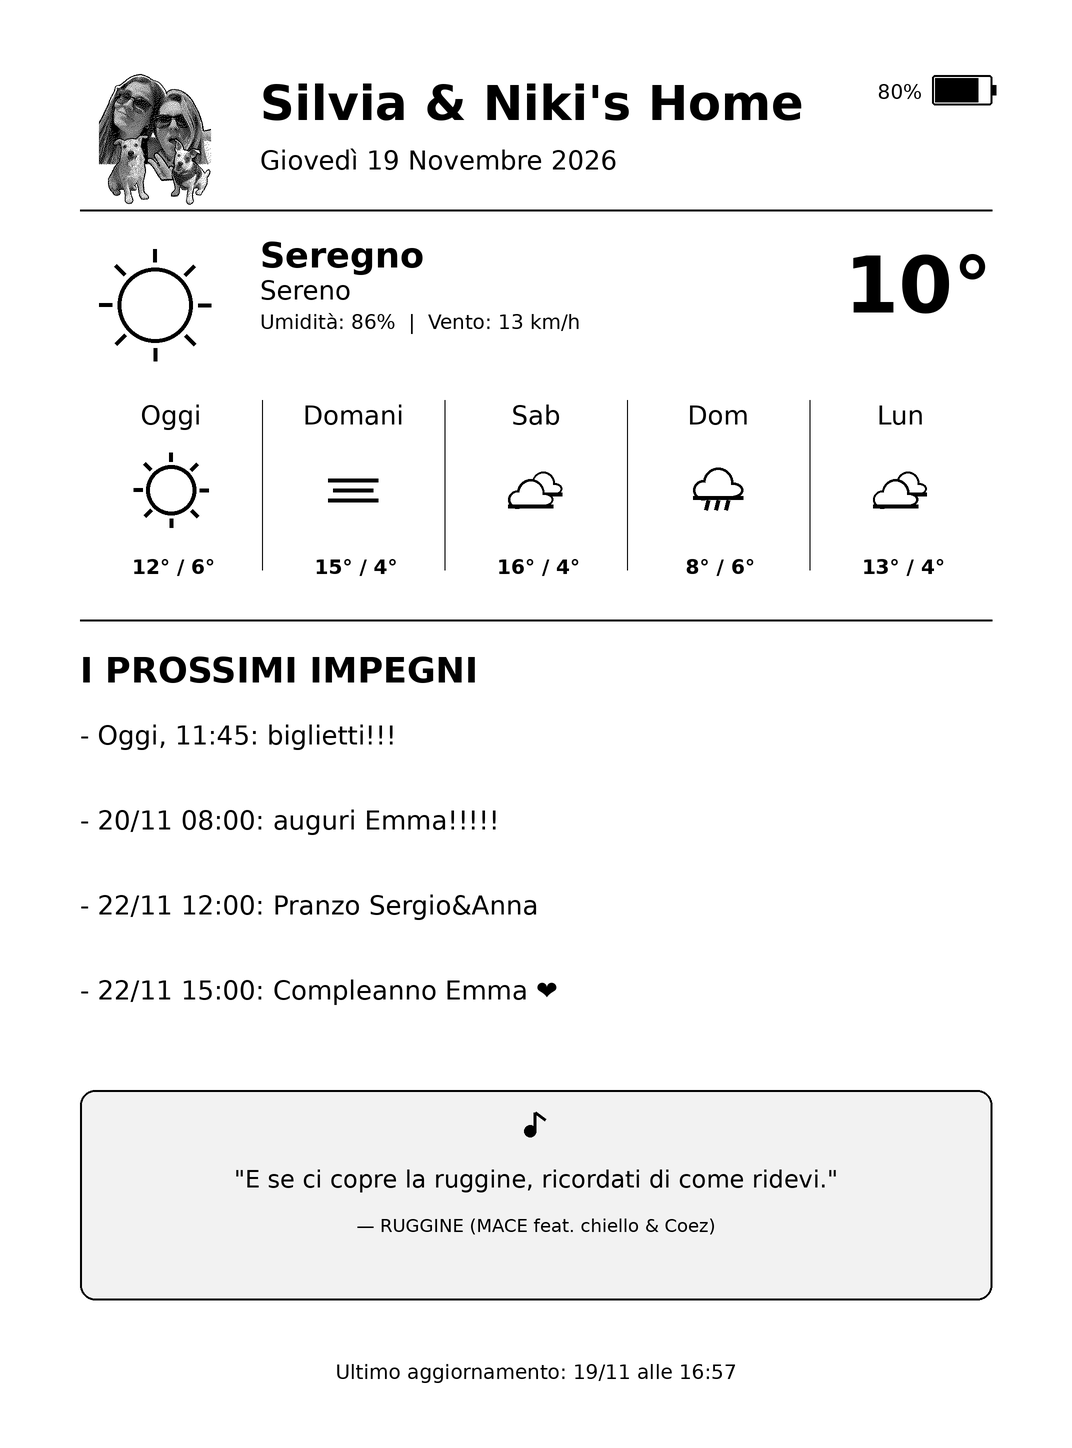 Silvia & Niki's Home
80%
Giovedì 19 Novembre 2026
Seregno
10°
Sereno
Umidità: 86% | Vento: 13 km/h
Oggi
Domani
Sab
Dom
Lun
12° / 6°
15° / 4°
16° / 4°
8° / 6°
13° / 4°
I PROSSIMI IMPEGNI
- Oggi, 11:45: biglietti!!!
- 20/11 08:00: auguri Emma!!!!!
- 22/11 12:00: Pranzo Sergio&Anna
- 22/11 15:00: Compleanno Emma ❤
"E se ci copre la ruggine, ricordati di come ridevi."
— RUGGINE (MACE feat. chiello & Coez)
Ultimo aggiornamento: 19/11 alle 16:57